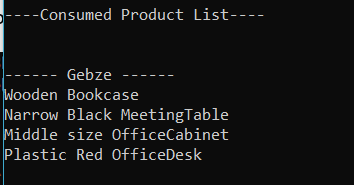 ----Consumed Product List----
------ Gebze ------
Wooden Bookcase
Narrow Black MeetingTable
Middle size OfficeCabinet
Plastic Red OfficeDesk